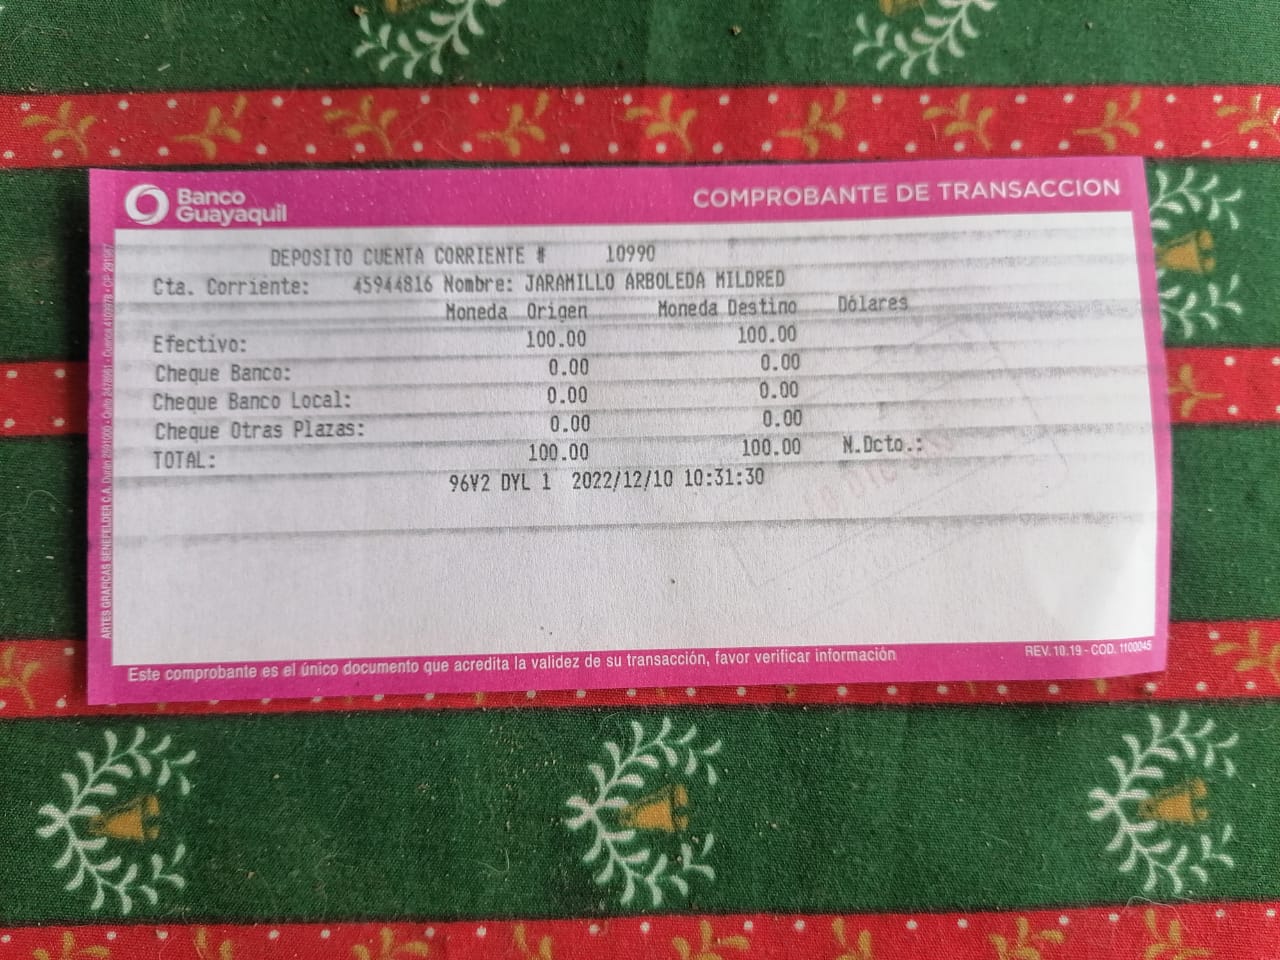 Banco
Guayaquil
COMPROBANTE DE TRANSACCION
DEPOSITO CUENTA CORRIENTE # 10990
Cta. Corriente: 45944816 Nombre: JARAMILLO ARBOLEDA MILDRED
Moneda Origen Moneda Destino Dólares
Efectivo: 100.00 100.00
Cheque Banco: 0.00 0.00
Cheque Banco Local: 0.00 0.00
Cheque Otras Plazas: 0.00 0.00
TOTAL: 100.00 100.00 N.Dcto.:
96V2 DYL 1 2022/12/10 10:31:30
Este comprobante es el único documento que acredita la validez de su transacción, favor verificar información
REV. 10.19 - COD. 1100045
ARTES GRAFICAS SENEFELDER C.A. Durán